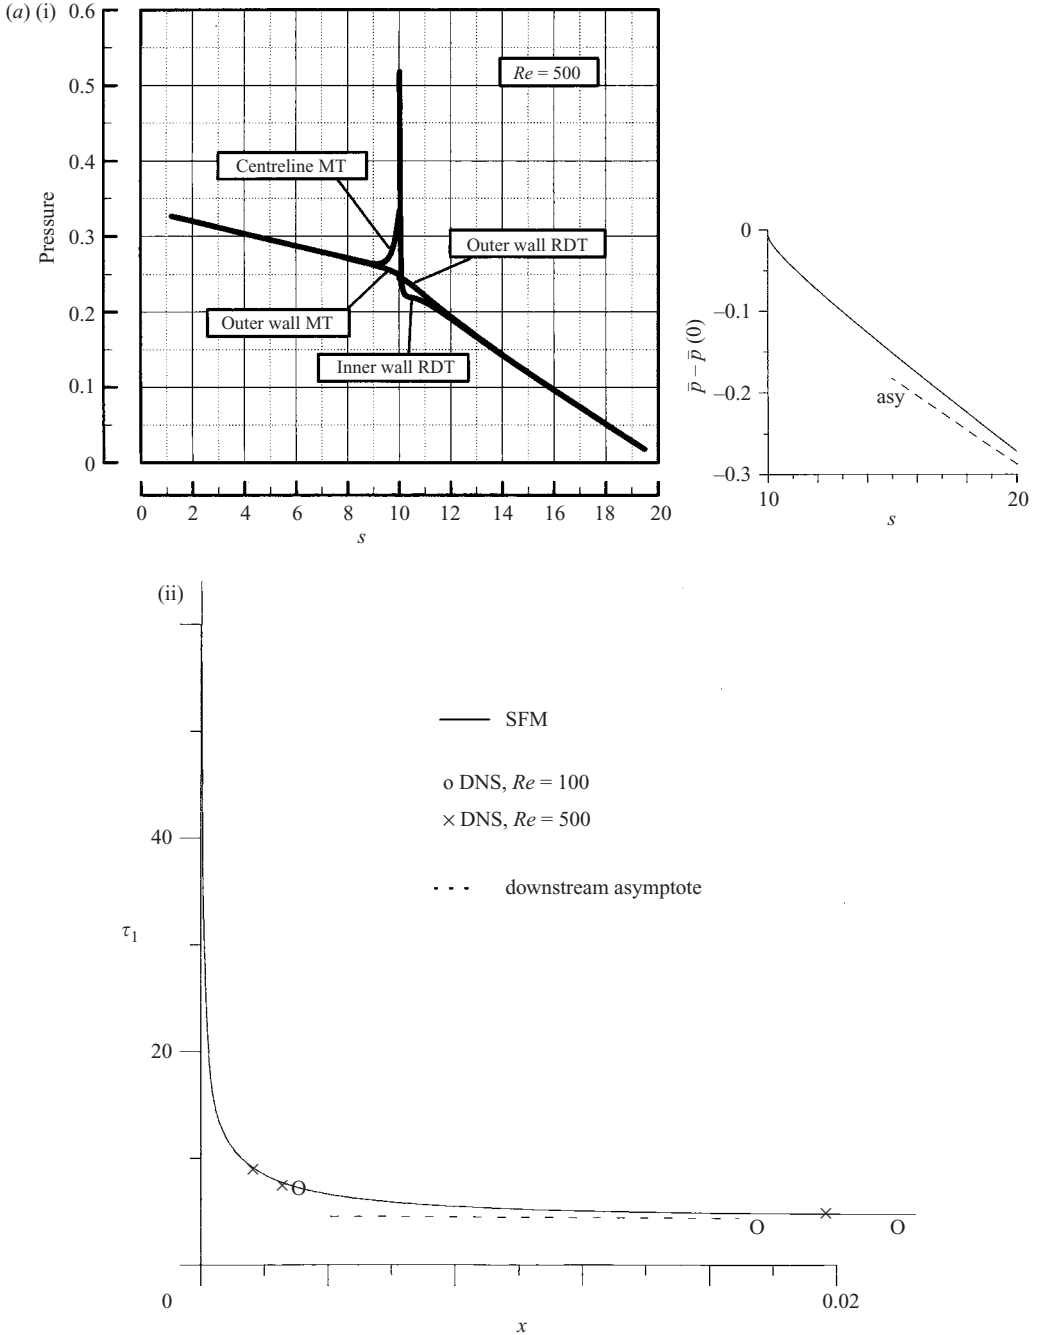 (a) (i)
0.6
0.5
0.4
0.3
0.2
0.1
0
Pressure
Re = 500
Centreline MT
Outer wall RDT
Outer wall MT
Inner wall RDT
0 2 4 6 8 10 12 14 16 18 20
s
0
–0.1
–0.2
–0.3
p̅ – p̅ (0)
asy
10 20
s
(ii)
40
20
τ1
SFM
o DNS, Re = 100
× DNS, Re = 500
downstream asymptote
0 0.02
x